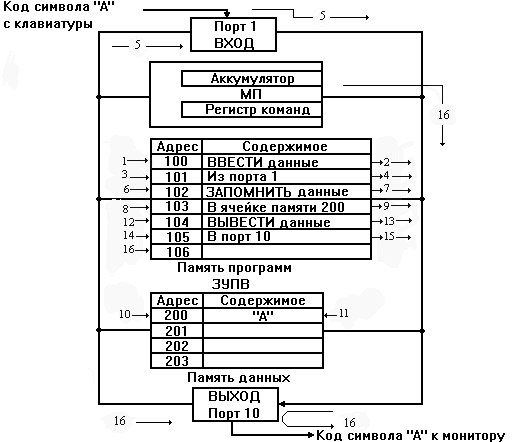 Код символа "А"
с клавиатуры
Порт 1
ВХОД
5
5
Аккумулятор
МП
Регистр команд
16
Адрес Содержимое
1 100 ВВЕСТИ данные 2
3 101 Из порта 1 4
6 102 ЗАПОМНИТЬ данные 7
8 103 В ячейке памяти 200 9
12 104 ВЫВЕСТИ данные 13
14 105 В порт 10 15
16 106
Память программ
ЗУПВ
Адрес Содержимое
10 200 "А" 11
201
202
203
Память данных
ВЫХОД
Порт 10
16
16
Код символа "А" к монитору